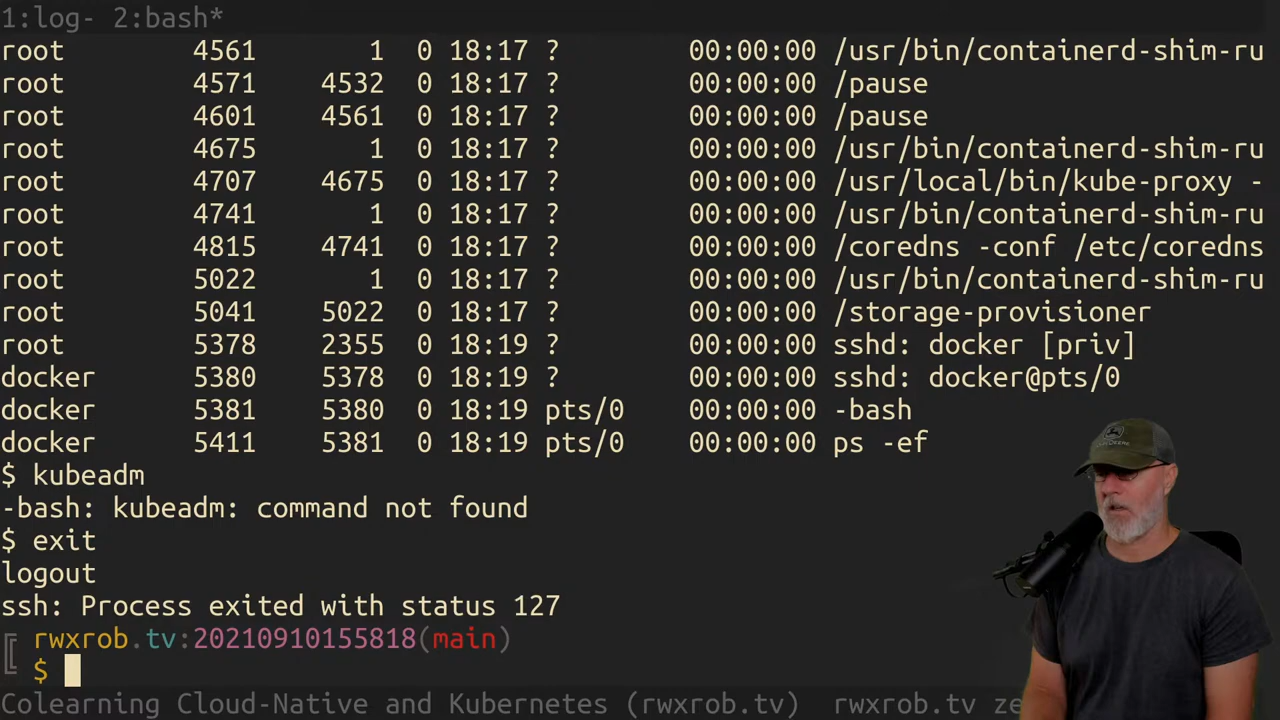 1:log- 2:bash*
root 4561 1 0 18:17 ? 00:00:00 /usr/bin/containerd-shim-ru
root 4571 4532 0 18:17 ? 00:00:00 /pause
root 4601 4561 0 18:17 ? 00:00:00 /pause
root 4675 1 0 18:17 ? 00:00:00 /usr/bin/containerd-shim-ru
root 4707 4675 0 18:17 ? 00:00:00 /usr/local/bin/kube-proxy -
root 4741 1 0 18:17 ? 00:00:00 /usr/bin/containerd-shim-ru
root 4815 4741 0 18:17 ? 00:00:00 /coredns -conf /etc/coredns
root 5022 1 0 18:17 ? 00:00:00 /usr/bin/containerd-shim-ru
root 5041 5022 0 18:17 ? 00:00:00 /storage-provisioner
root 5378 2355 0 18:19 ? 00:00:00 sshd: docker [priv]
docker 5380 5378 0 18:19 ? 00:00:00 sshd: docker@pts/0
docker 5381 5380 0 18:19 pts/0 00:00:00 -bash
docker 5411 5381 0 18:19 pts/0 00:00:00 ps -ef
$ kubeadm
-bash: kubeadm: command not found
$ exit
logout
ssh: Process exited with status 127
rwxrob.tv:20210910155818(main)
$
Colearning Cloud-Native and Kubernetes (rwxrob.tv) rwxrob.tv ze